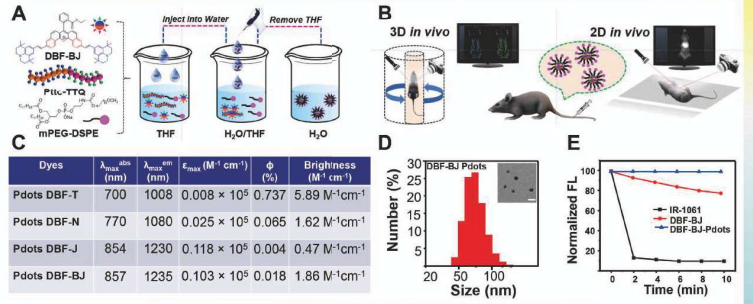 A
Inject into Water
Remove THF
DBF-BJ
Pttc-TTQ
mPEG-DSPE
THF
H₂O/THF
H₂O
B
3D in vivo
2D in vivo
C
Dyes λmax^abs (nm) λmax^em (nm) εmax (M⁻¹ cm⁻¹) ϕ (%) Brightness (M⁻¹ cm⁻¹)
Pdots DBF-T 700 1008 0.008 × 10⁵ 0.737 5.89 M⁻¹cm⁻¹
Pdots DBF-N 770 1080 0.025 × 10⁵ 0.065 1.62 M⁻¹cm⁻¹
Pdots DBF-J 854 1230 0.118 × 10⁵ 0.004 0.47 M⁻¹cm⁻¹
Pdots DBF-BJ 857 1235 0.103 × 10⁵ 0.018 1.86 M⁻¹cm⁻¹
D
DBF-BJ Pdots
Number (%)
30
25
20
15
10
5
0
20 50 100
Size (nm)
E
Normalized FL
100
80
60
40
20
IR-1061
DBF-BJ
DBF-BJ-Pdots
0 2 4 6 8 10
Time (min)